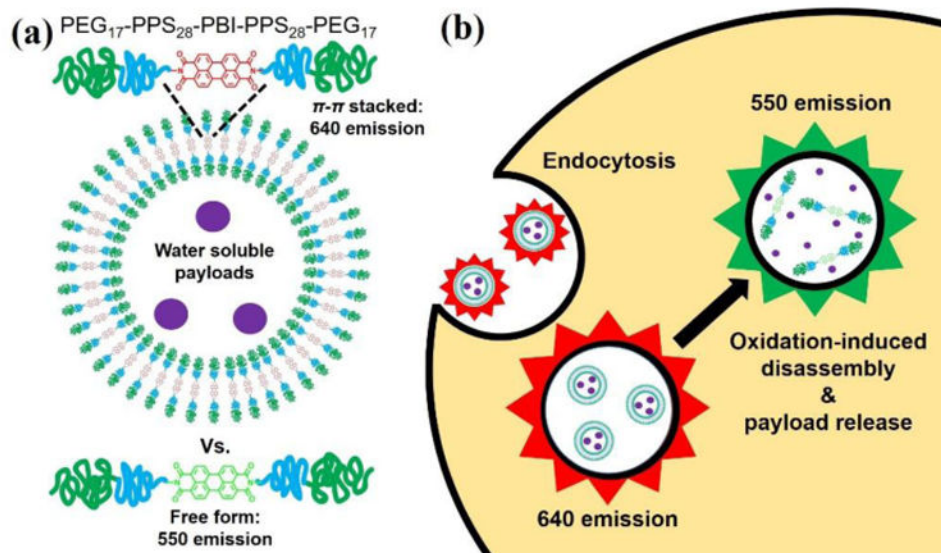 (a) PEG₁₇-PPS₂₈-PBI-PPS₂₈-PEG₁₇
π-π stacked:
640 emission
Water soluble
payloads
Vs.
Free form:
550 emission
(b)
550 emission
Endocytosis
Oxidation-induced
disassembly
&
payload release
640 emission